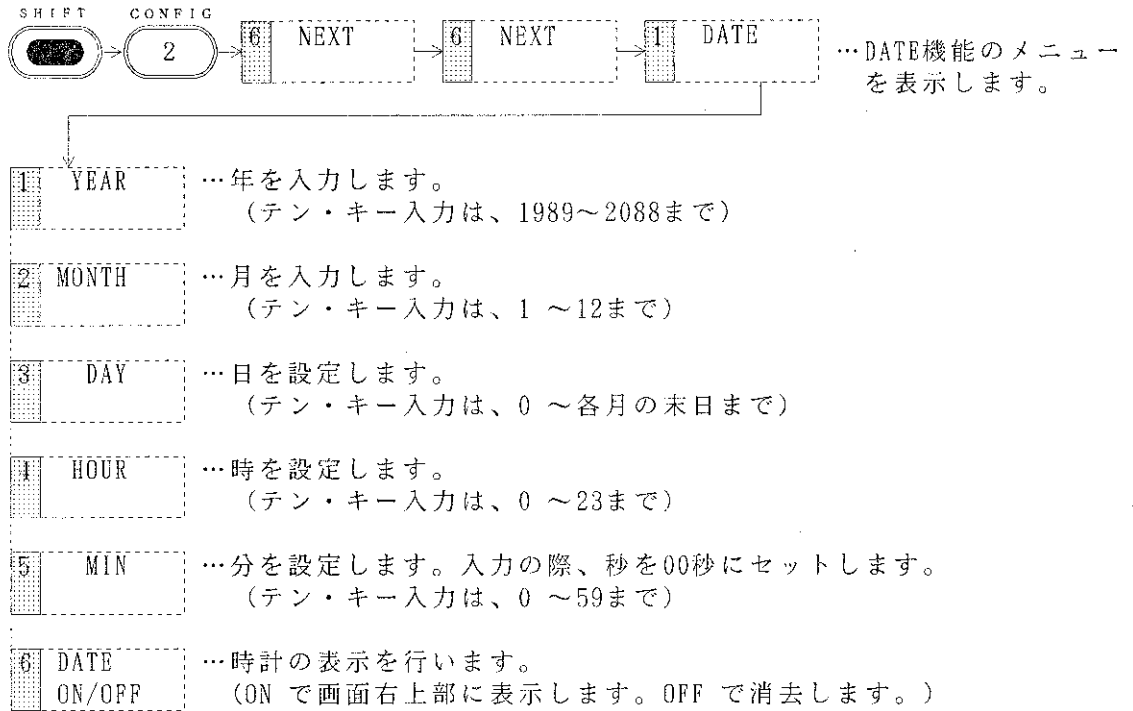 SHIFT CONFIG
2 6 NEXT 6 NEXT 1 DATE …DATE機能のメニュー
を表示します。
1 YEAR …年を入力します。
(テン・キー入力は、1989～2088まで)
2 MONTH …月を入力します。
(テン・キー入力は、1 ～12まで)
3 DAY …日を設定します。
(テン・キー入力は、0 ～各月の末日まで)
4 HOUR …時を設定します。
(テン・キー入力は、0 ～23まで)
5 MIN …分を設定します。入力の際、秒を00秒にセットします。
(テン・キー入力は、0 ～59まで)
6 DATE …時計の表示を行います。
ON/OFF (ON で画面右上部に表示します。OFF で消去します。)